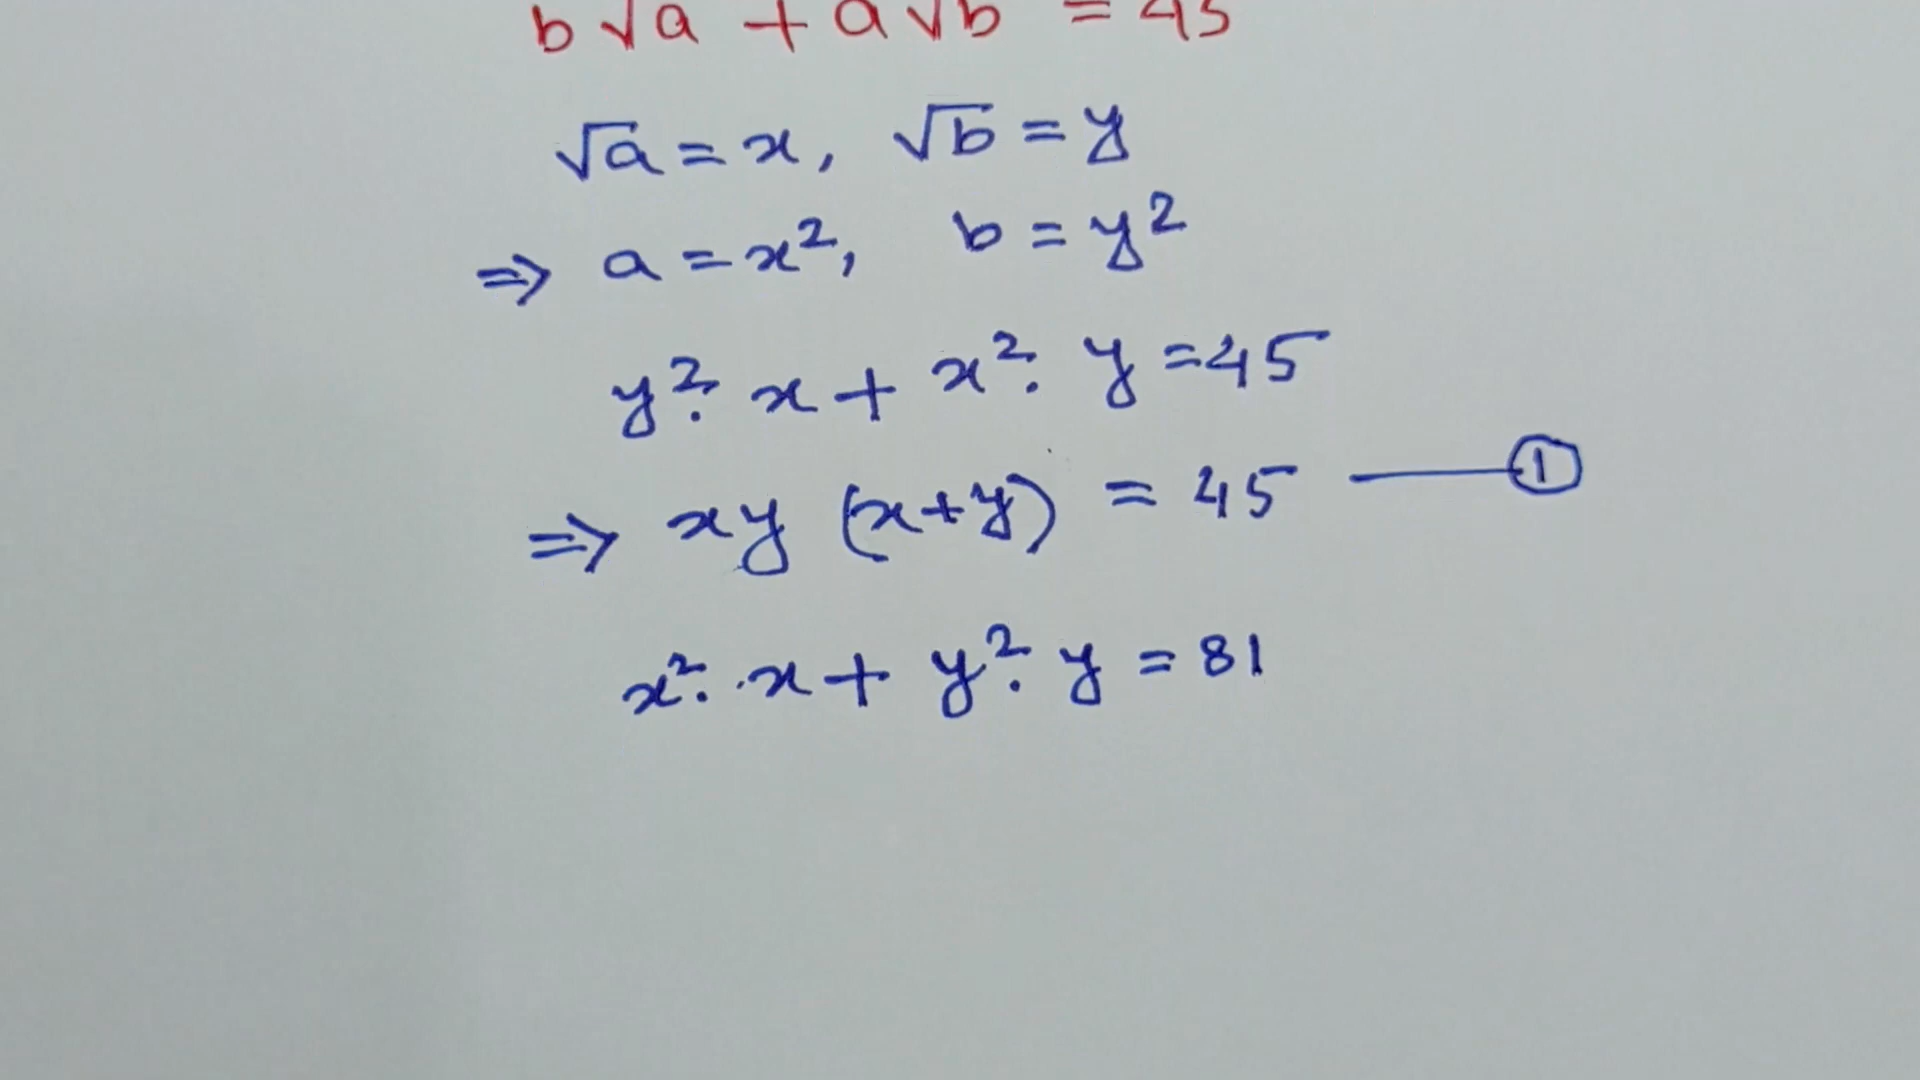 b√a + a√b = 45
√a = x, √b = y
⇒ a = x², b = y²
y². x + x². y = 45
⇒ xy (x+y) = 45 —— ①
x². x + y². y = 81